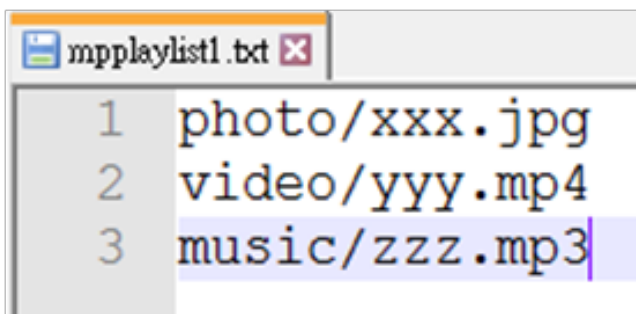 mpplaylist1.txt
1 photo/xxx.jpg
2 video/yyy.mp4
3 music/zzz.mp3